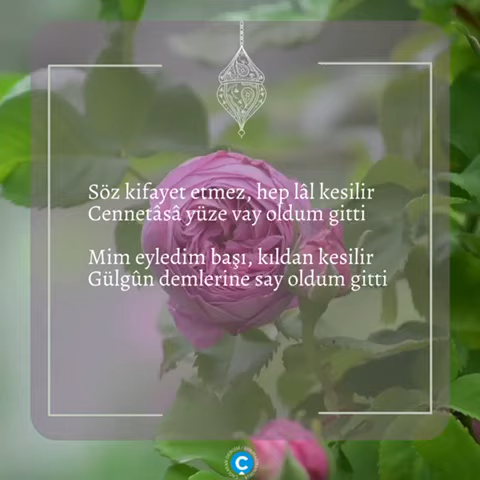 Söz kifayet etmez, hep lâl kesilir
Cennetâsâ yüze vay oldum gitti
Mim eyledim başı, kıldan kesilir
Gülgûn demlerine say oldum gitti
Ç